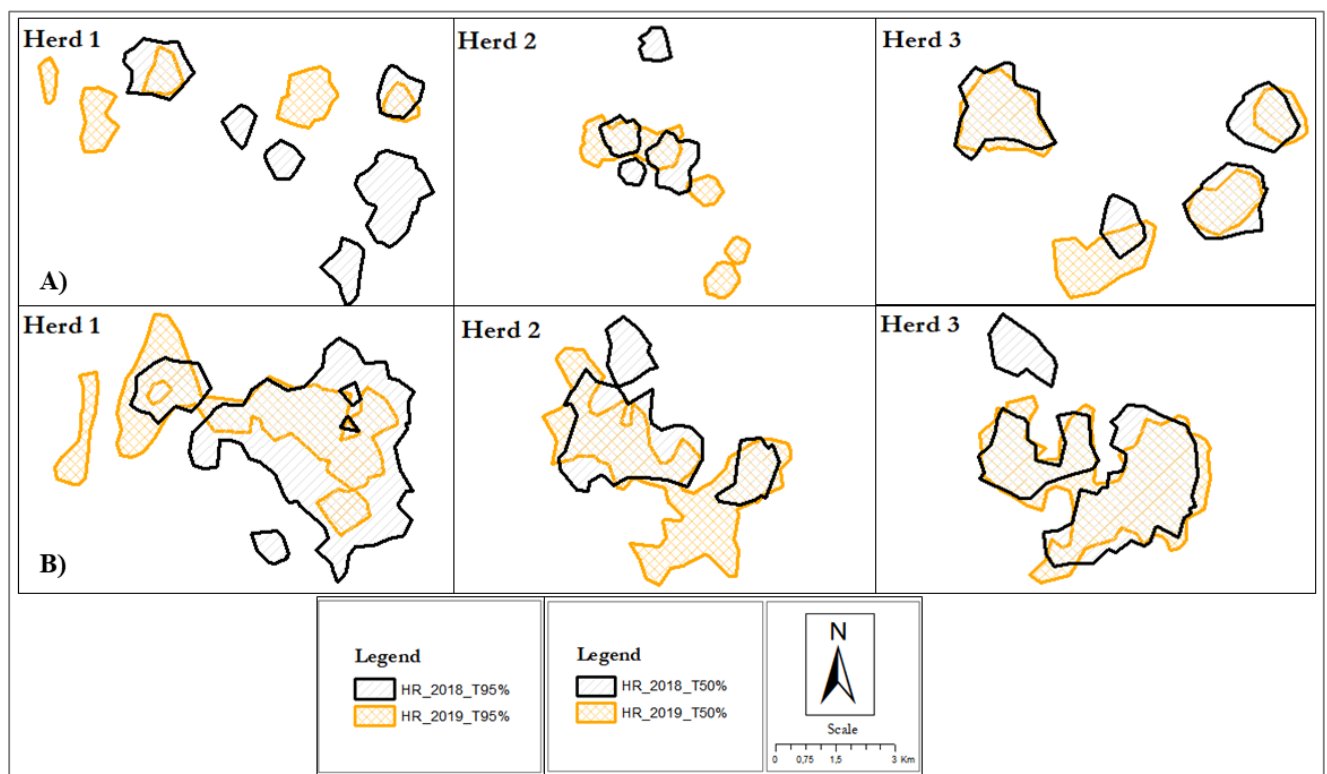 Herd 1
Herd 2
Herd 3
A)
Herd 1
Herd 2
Herd 3
B)
Legend
HR_2018_T95%
HR_2019_T95%
Legend
HR_2018_T50%
HR_2019_T50%
N
Scale
0 0,75 1,5 3 Km